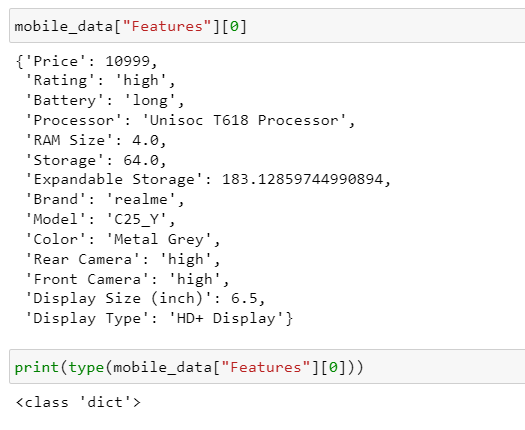 mobile_data["Features"][0]
{'Price': 10999,
'Rating': 'high',
'Battery': 'long',
'Processor': 'Unisoc T618 Processor',
'RAM Size': 4.0,
'Storage': 64.0,
'Expandable Storage': 183.12859744990894,
'Brand': 'realme',
'Model': 'C25_Y',
'Color': 'Metal Grey',
'Rear Camera': 'high',
'Front Camera': 'high',
'Display Size (inch)': 6.5,
'Display Type': 'HD+ Display'}
print(type(mobile_data["Features"][0]))
<class 'dict'>